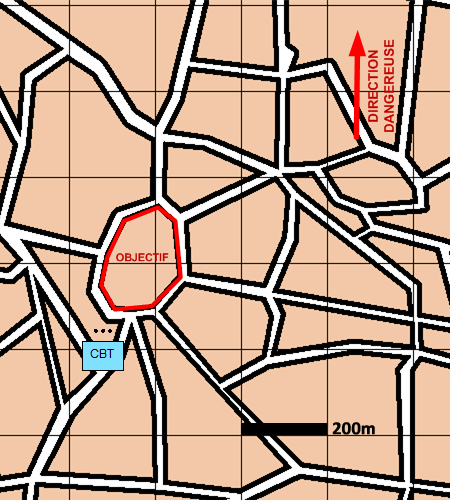 DIRECTION
DANGEREUSE
OBJECTIF
CBT
200m